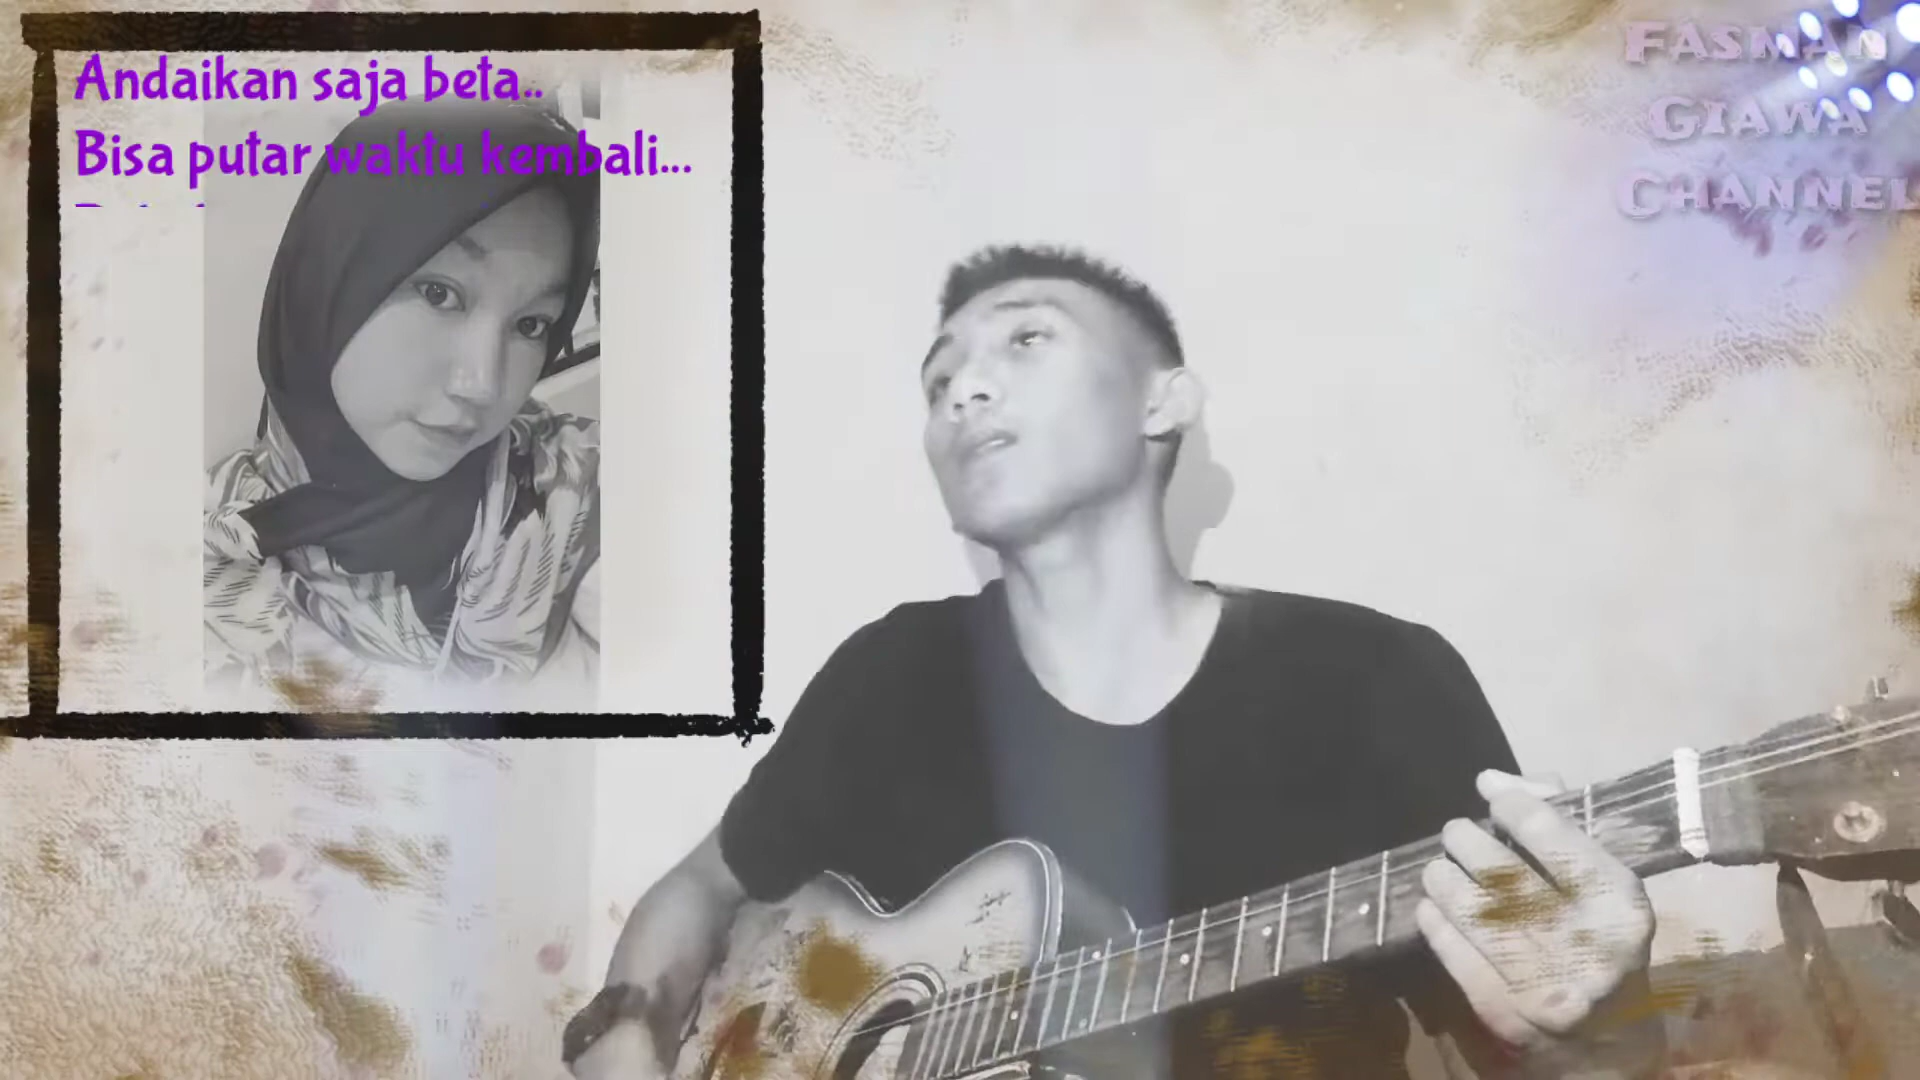 Andaikan saja beta..
Bisa putar waktu kembali...
FASMAN
GIAWA
CHANNEL